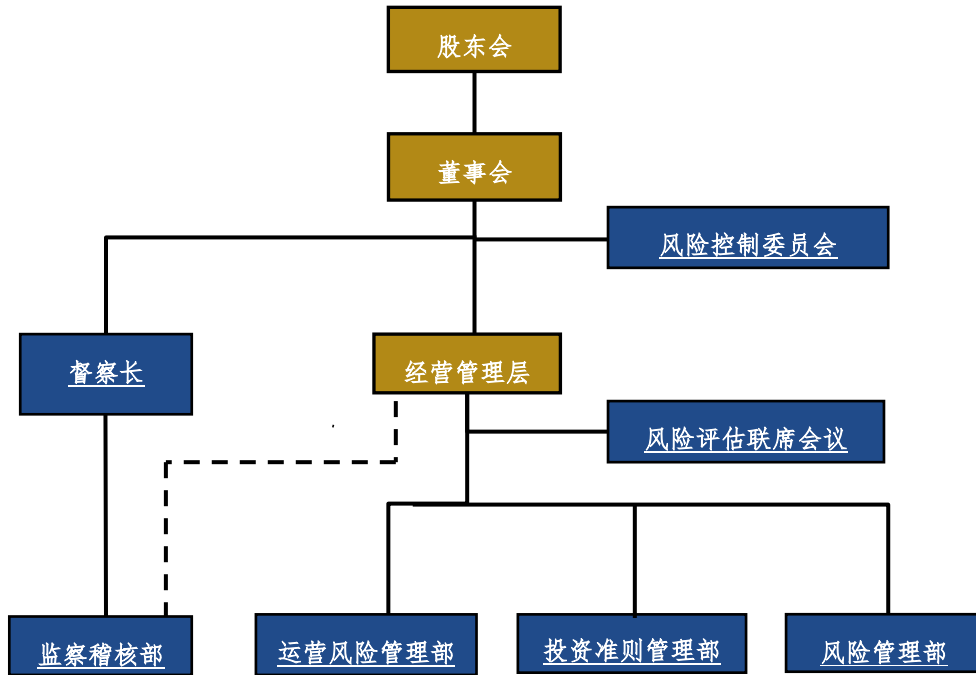 股东会
董事会
风险控制委员会
督察长
经营管理层
风险评估联席会议
监察稽核部
运营风险管理部
投资准则管理部
风险管理部